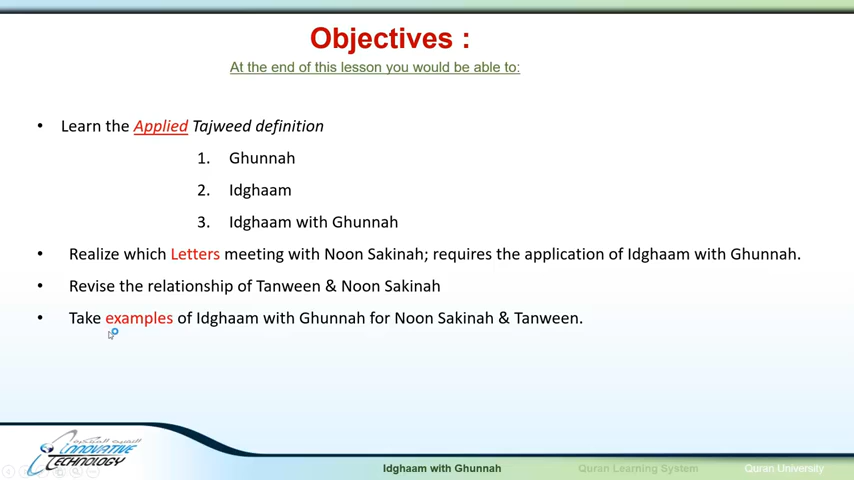 Objectives :
At the end of this lesson you would be able to:
• Learn the Applied Tajweed definition
1. Ghunnah
2. Idghaam
3. Idghaam with Ghunnah
• Realize which Letters meeting with Noon Sakinah; requires the application of Idghaam with Ghunnah.
• Revise the relationship of Tanween & Noon Sakinah
• Take examples of Idghaam with Ghunnah for Noon Sakinah & Tanween.
INNOVATIVE
TECHNOLOGY
Idghaam with Ghunnah Quran Learning System Quran University